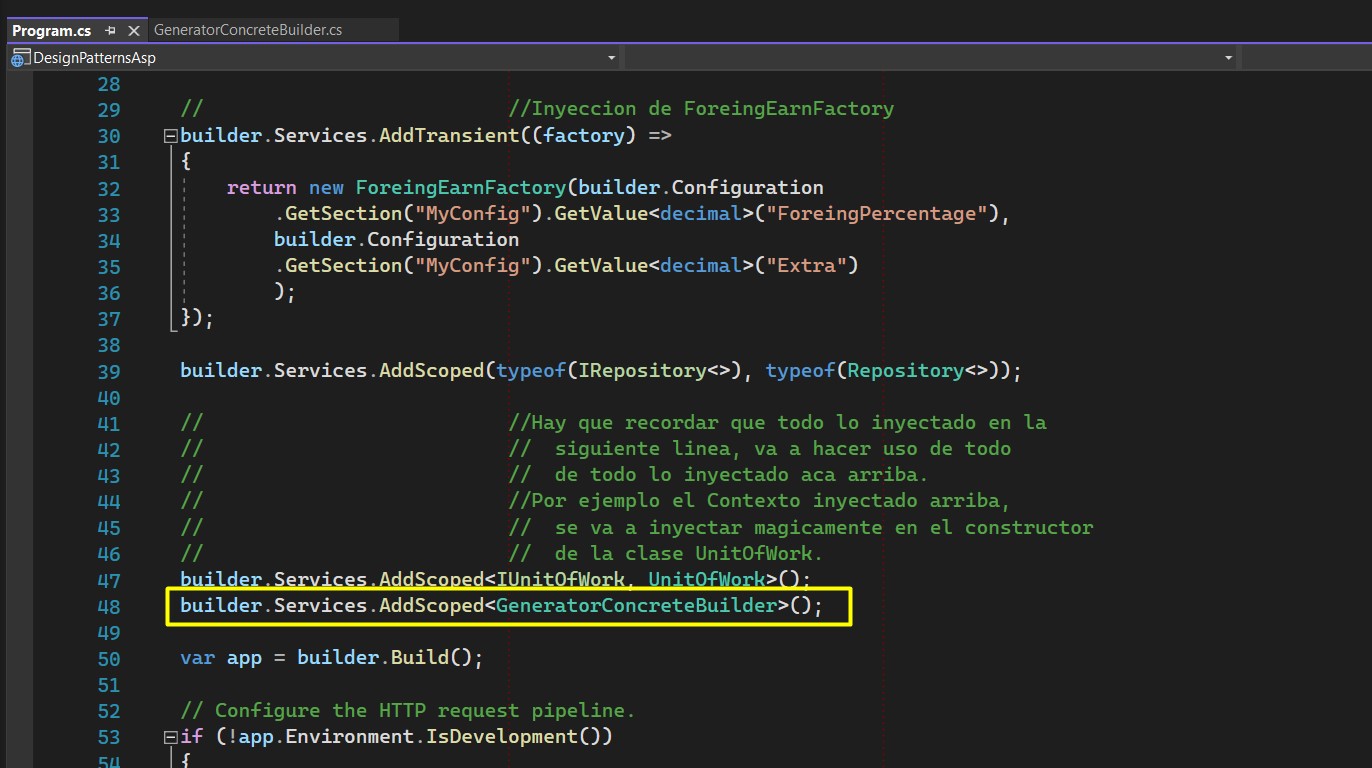 Program.cs GeneratorConcreteBuilder.cs
DesignPatternsAsp
28
29 // //Inyeccion de ForeingEarnFactory
30 builder.Services.AddTransient((factory) =>
31 {
32 return new ForeingEarnFactory(builder.Configuration
33 .GetSection("MyConfig").GetValue<decimal>("ForeingPercentage"),
34 builder.Configuration
35 .GetSection("MyConfig").GetValue<decimal>("Extra")
36 );
37 });
38
39 builder.Services.AddScoped(typeof(IRepository<>), typeof(Repository<>));
40
41 // //Hay que recordar que todo lo inyectado en la
42 // // siguiente linea, va a hacer uso de todo
43 // // de todo lo inyectado aca arriba.
44 // //Por ejemplo el Contexto inyectado arriba,
45 // // se va a inyectar magicamente en el constructor
46 // // de la clase UnitOfWork.
47 builder.Services.AddScoped<IUnitOfWork, UnitOfWork>();
48 builder.Services.AddScoped<GeneratorConcreteBuilder>();
49
50 var app = builder.Build();
51
52 // Configure the HTTP request pipeline.
53 if (!app.Environment.IsDevelopment())
54 {